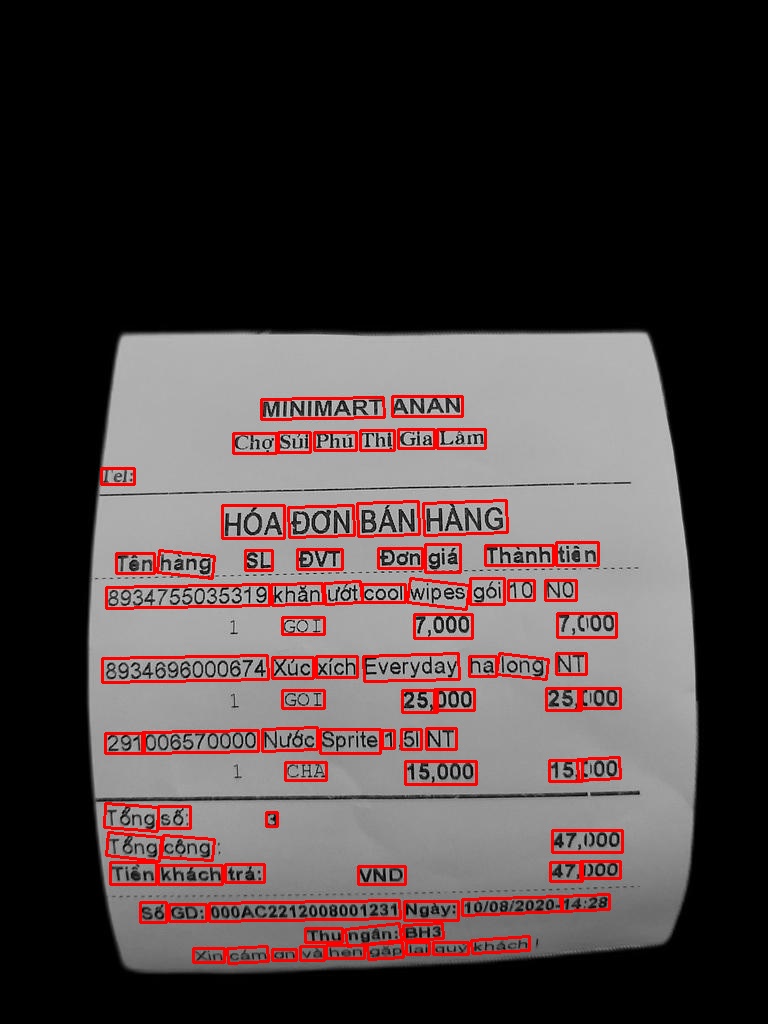 MINIMART ANAN
Chợ Sủi Phú Thị Gia Lâm
Tel:
HÓA ĐƠN BÁN HÀNG
Tên hàng SL ĐVT Đơn giá Thành tiền
8934755035319 khăn ướt cool wipes gói 10 N0
1 GOI 7,000 7,000
8934696000674 Xúc xích Everyday hạ long NT
1 GOI 25,000 25,000
291006570000 Nước Sprite 1.5l NT
1 CHA 15,000 15,000
Tổng số: 3
Tổng cộng: 47,000
Tiền khách trả: VND 47,000
Số GD: 000AC2212008001231 Ngày: 10/08/2020-14:28
Thu ngân: BH3
Xin cảm ơn và hẹn gặp lại quý khách !